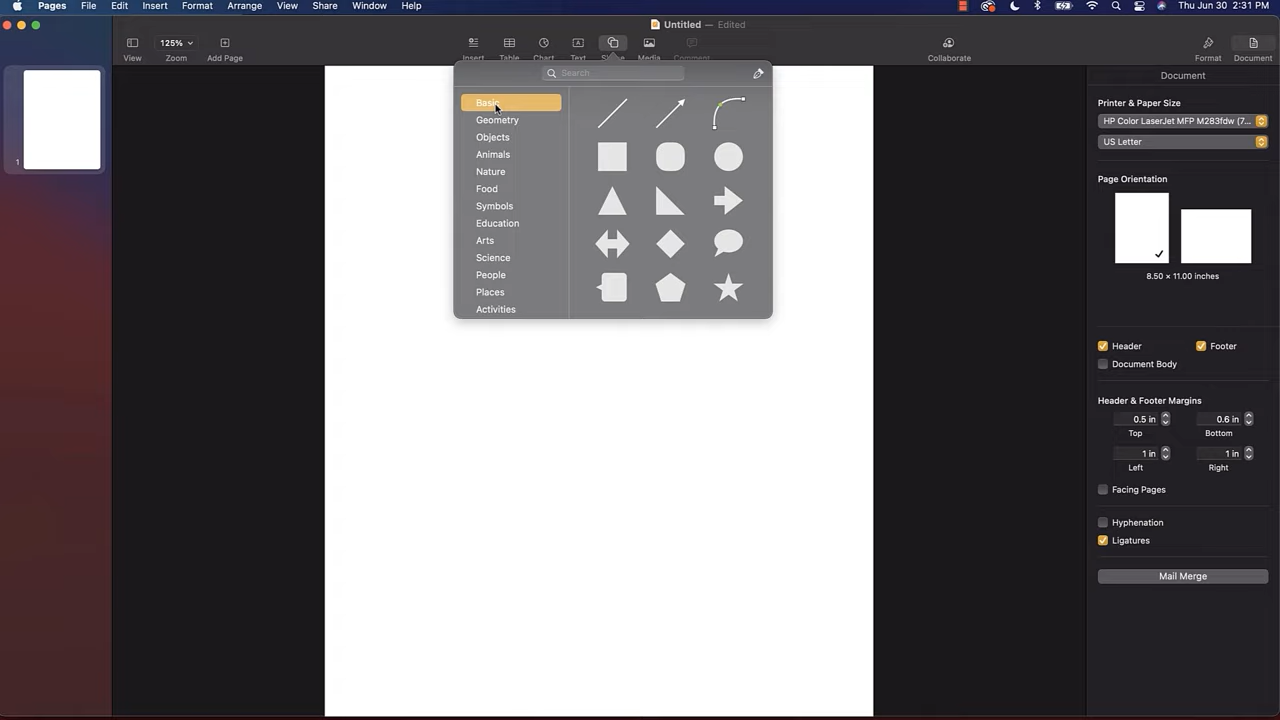 Pages File Edit Insert Format Arrange View Share Window Help Thu Jun 30 2:31 PM
Untitled — Edited
125%
View Zoom Add Page Insert Table Chart Text Media Comment Collaborate Format Document
Search
Basic
Geometry
Objects
Animals
Nature
Food
Symbols
Education
Arts
Science
People
Places
Activities
1
Document
Printer & Paper Size
HP Color LaserJet MFP M283fdw (7...
US Letter
Page Orientation
8.50 × 11.00 inches
Header Footer
Document Body
Header & Footer Margins
0.5 in 0.6 in
Top Bottom
1 in 1 in
Left Right
Facing Pages
Hyphenation
Ligatures
Mail Merge